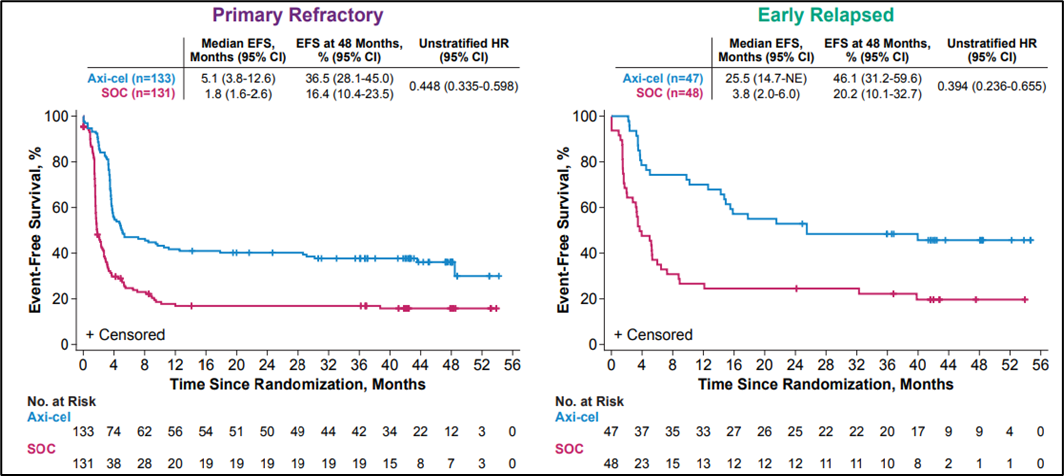 Primary Refractory
Median EFS, Months (95% CI) EFS at 48 Months, % (95% CI) Unstratified HR (95% CI)
Axi-cel (n=133) 5.1 (3.8-12.6) 36.5 (28.1-45.0) 0.448 (0.335-0.598)
SOC (n=131) 1.8 (1.6-2.6) 16.4 (10.4-23.5)
Event-Free Survival, %
100
80
60
40
20
0
+ Censored
0 4 8 12 16 20 24 28 32 36 40 44 48 52 56
Time Since Randomization, Months
No. at Risk
Axi-cel
133 74 62 56 54 51 50 49 44 42 34 22 12 3 0
SOC
131 38 28 20 19 19 19 19 19 19 15 8 7 3 0
Early Relapsed
Median EFS, Months (95% CI) EFS at 48 Months, % (95% CI) Unstratified HR (95% CI)
Axi-cel (n=47) 25.5 (14.7-NE) 46.1 (31.2-59.6) 0.394 (0.236-0.655)
SOC (n=48) 3.8 (2.0-6.0) 20.2 (10.1-32.7)
Event-Free Survival, %
100
80
60
40
20
0
+ Censored
0 4 8 12 16 20 24 28 32 36 40 44 48 52 56
Time Since Randomization, Months
No. at Risk
Axi-cel
47 37 35 33 27 26 25 22 22 20 17 9 9 4 0
SOC
48 23 15 13 12 12 12 11 11 10 8 2 1 1 0